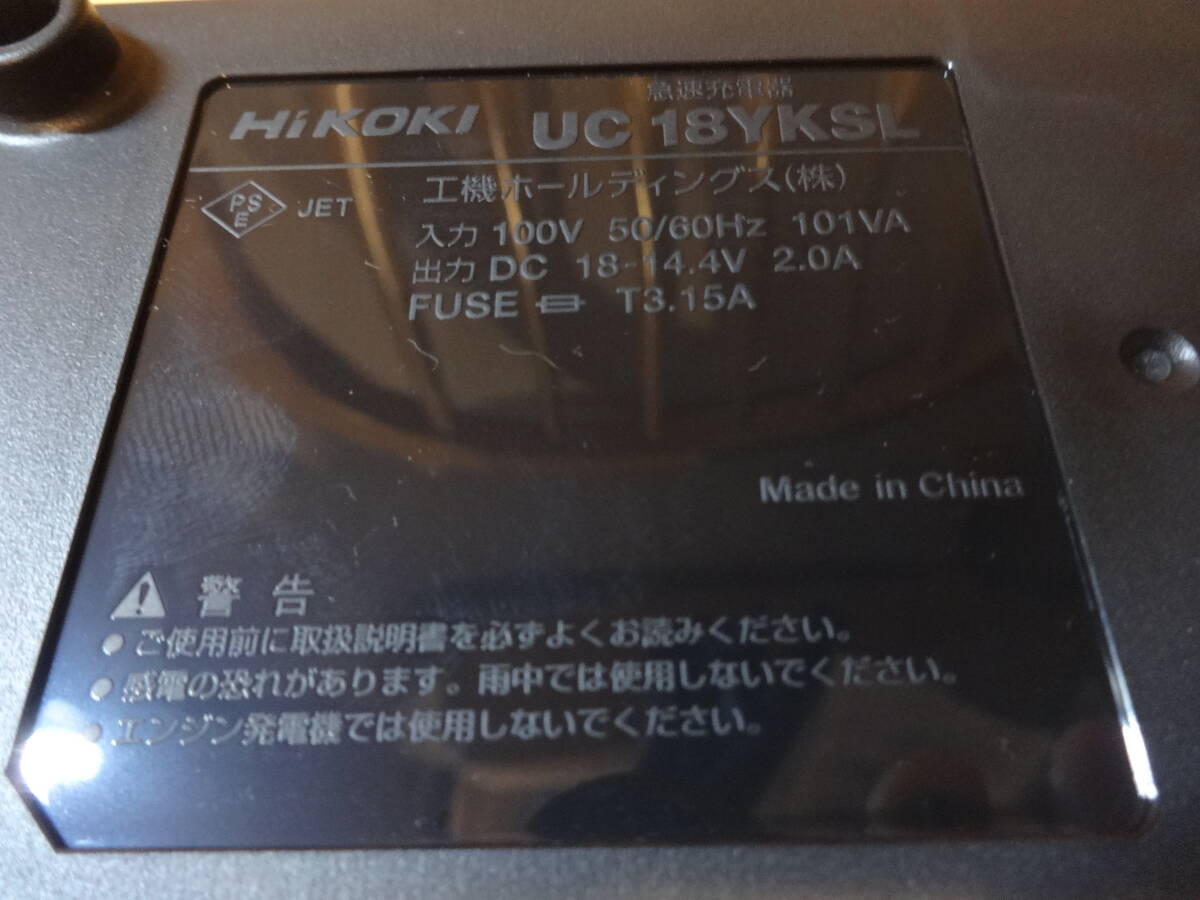 急速充電器
HiKOKI UC 18YKSL
PSE JET 工機ホールディングス(株)
入力 100V 50/60Hz 101VA
出力 DC 18-14.4V 2.0A
FUSE T3.15A
Made in China
警告
●ご使用前に取扱説明書を必ずよくお読みください。
●感電の恐れがあります。雨中では使用しないでください。
●エンジン発電機では使用しないでください。